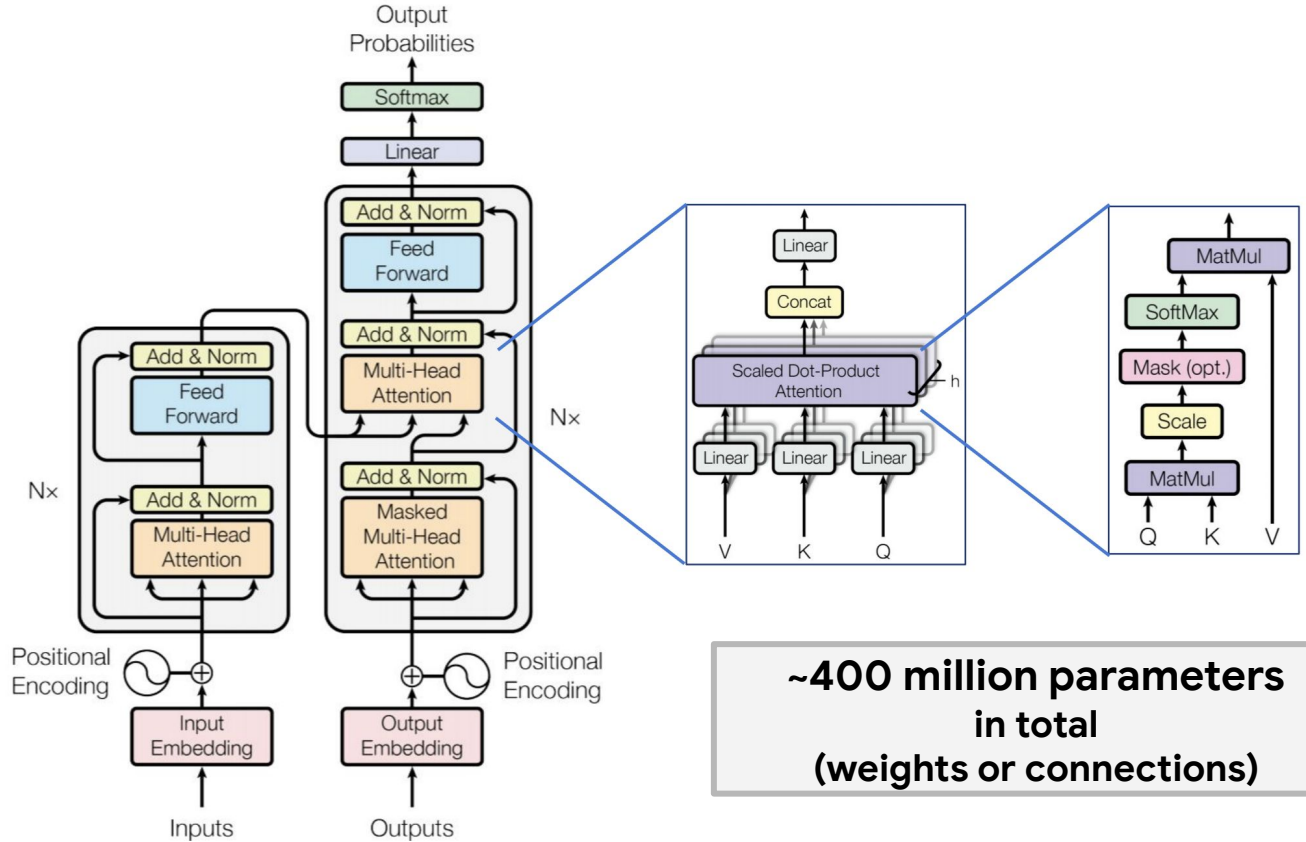 Output
Probabilities
Softmax
Linear
Add & Norm
Feed
Forward
Add & Norm
Multi-Head
Attention
Add & Norm
Masked
Multi-Head
Attention
Nx
Add & Norm
Feed
Forward
Add & Norm
Multi-Head
Attention
Nx
Positional
Encoding
Positional
Encoding
Input
Embedding
Output
Embedding
Inputs
Outputs
Linear
Concat
Scaled Dot-Product
Attention
h
Linear
Linear
Linear
V
K
Q
MatMul
SoftMax
Mask (opt.)
Scale
MatMul
Q
K
V
~400 million parameters
in total
(weights or connections)